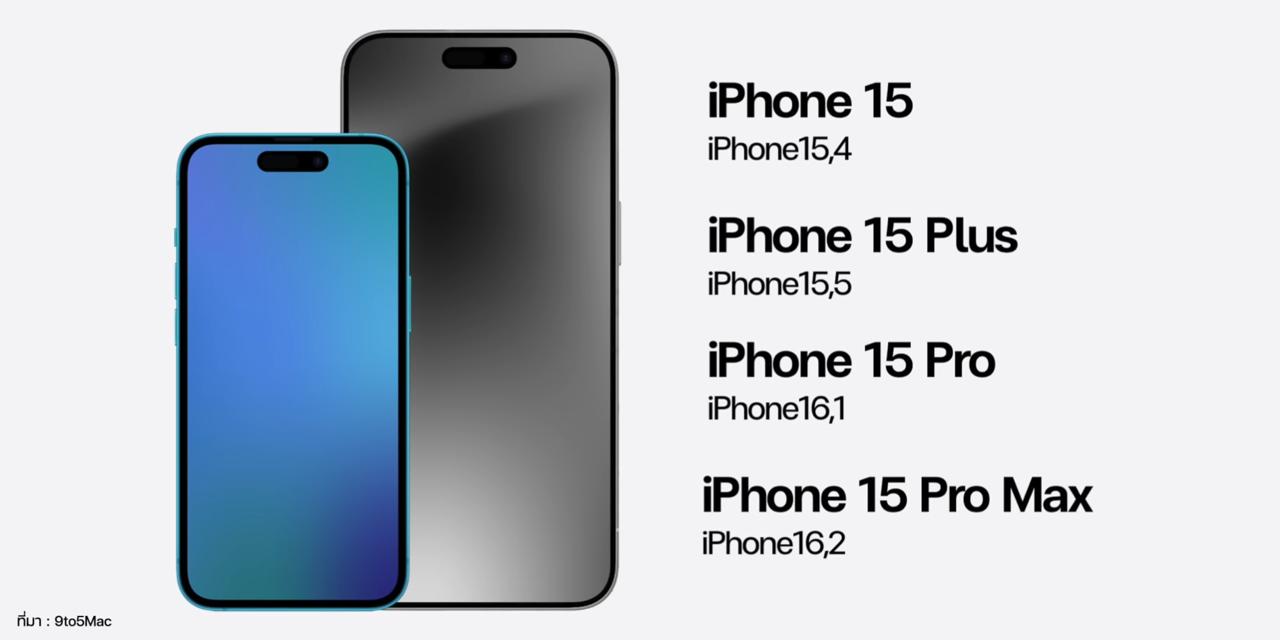 iPhone 15
iPhone15,4
iPhone 15 Plus
iPhone15,5
iPhone 15 Pro
iPhone16,1
iPhone 15 Pro Max
iPhone16,2
ที่มา : 9to5Mac